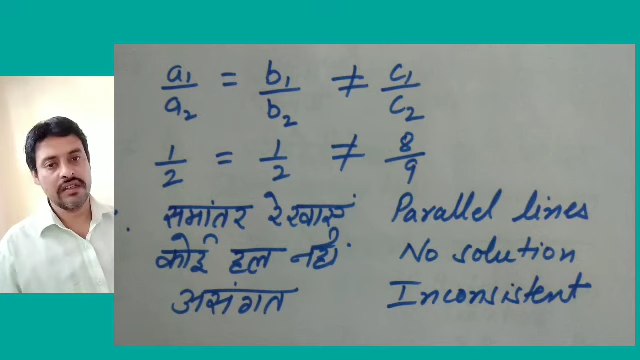 a1/a2 = b1/b2 ≠ c1/c2
1/2 = 1/2 ≠ 8/9
∴ समांतर रेखाएं Parallel lines
कोई हल नहीं No solution
असंगत Inconsistent